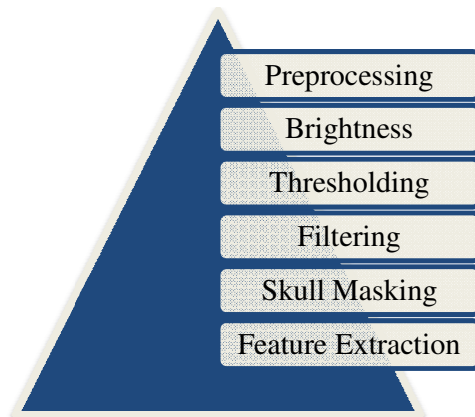 Preprocessing
Brightness
Thresholding
Filtering
Skull Masking
Feature Extraction